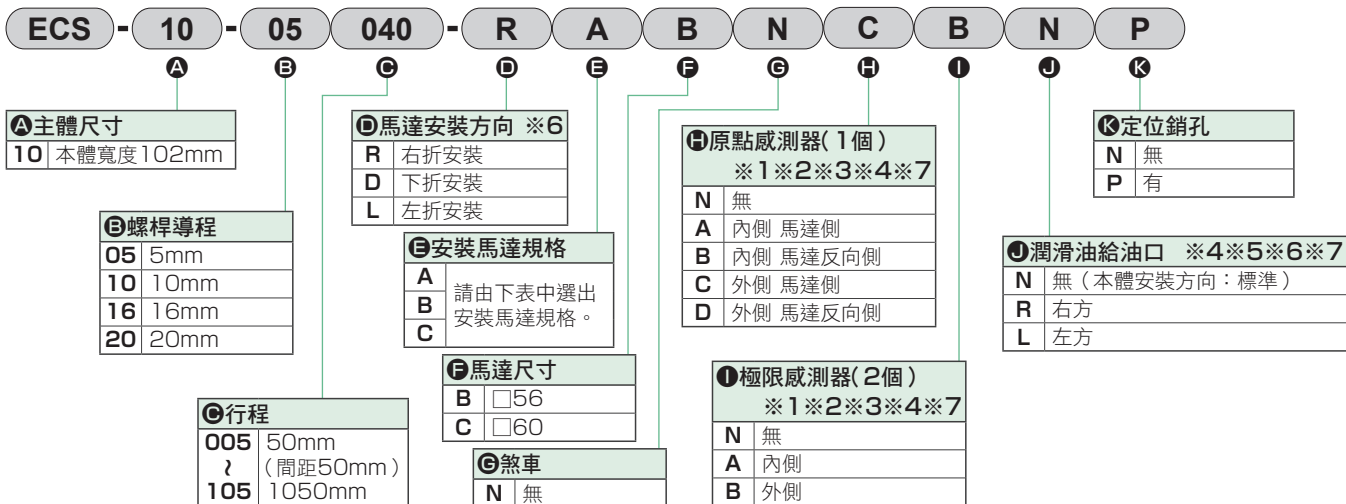 ECS - 10 - 05 040 - R A B N C B N P
A B C D E F G H I J K
A主體尺寸
10 本體寬度102mm
B螺桿導程
05 5mm
10 10mm
16 16mm
20 20mm
C行程
005 50mm
~ （間距50mm）
105 1050mm
D馬達安裝方向 ※6
R 右折安裝
D 下折安裝
L 左折安裝
E安裝馬達規格
A
B
C
請由下表中選出
安裝馬達規格。
F馬達尺寸
B □56
C □60
G煞車
N 無
H原點感測器(1個)
※1※2※3※4※7
N 無
A 內側 馬達側
B 內側 馬達反向側
C 外側 馬達側
D 外側 馬達反向側
I極限感測器(2個)
※1※2※3※4※7
N 無
A 內側
B 外側
J潤滑油給油口 ※4※5※6※7
N 無（本體安裝方向：標準）
R 右方
L 左方
K定位銷孔
N 無
P 有